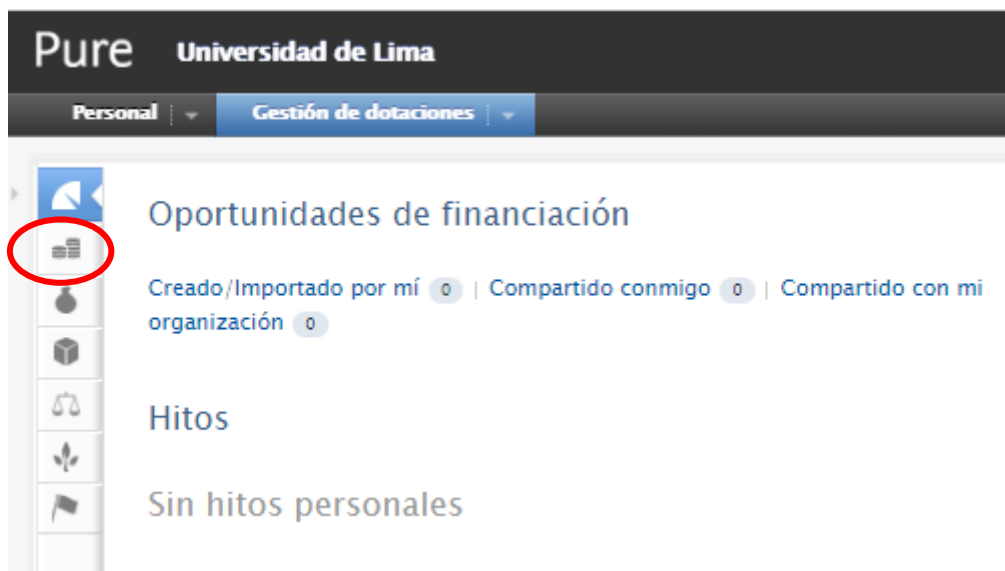 Pure Universidad de Lima
Personal Gestión de dotaciones
Oportunidades de financiación
Creado/Importado por mí 0 | Compartido conmigo 0 | Compartido con mi
organización 0
Hitos
Sin hitos personales